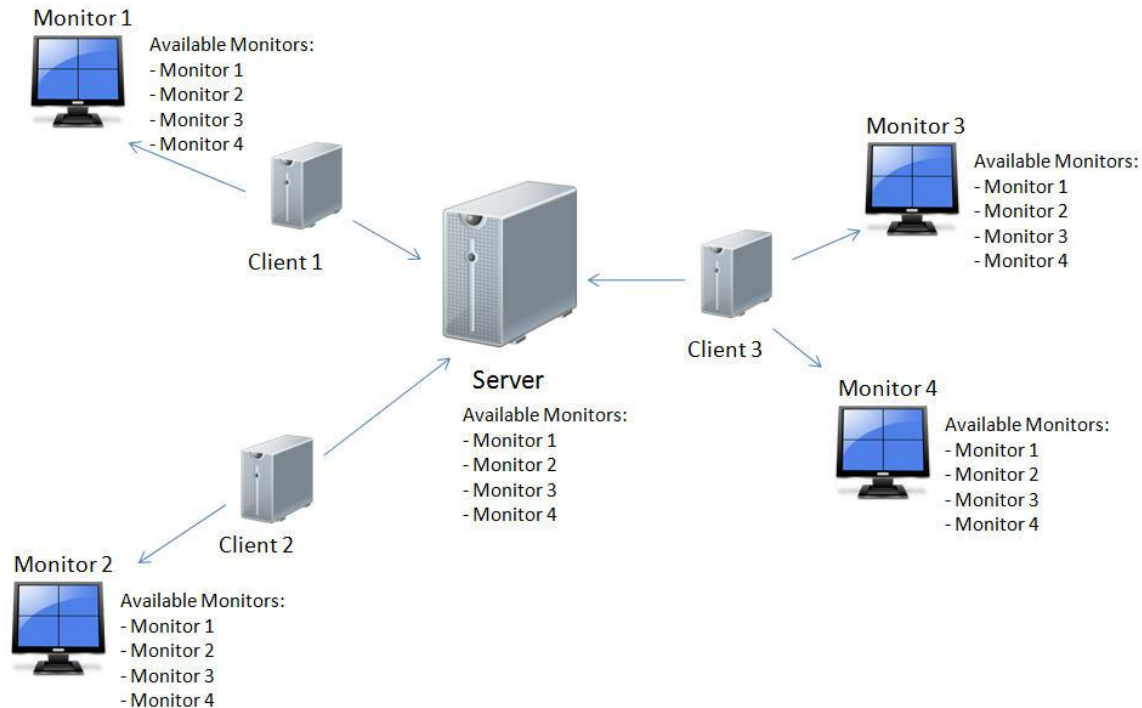 Monitor 1
Available Monitors:
- Monitor 1
- Monitor 2
- Monitor 3
- Monitor 4
Client 1
Monitor 3
Available Monitors:
- Monitor 1
- Monitor 2
- Monitor 3
- Monitor 4
Client 3
Server
Available Monitors:
- Monitor 1
- Monitor 2
- Monitor 3
- Monitor 4
Monitor 4
Available Monitors:
- Monitor 1
- Monitor 2
- Monitor 3
- Monitor 4
Client 2
Monitor 2
Available Monitors:
- Monitor 1
- Monitor 2
- Monitor 3
- Monitor 4